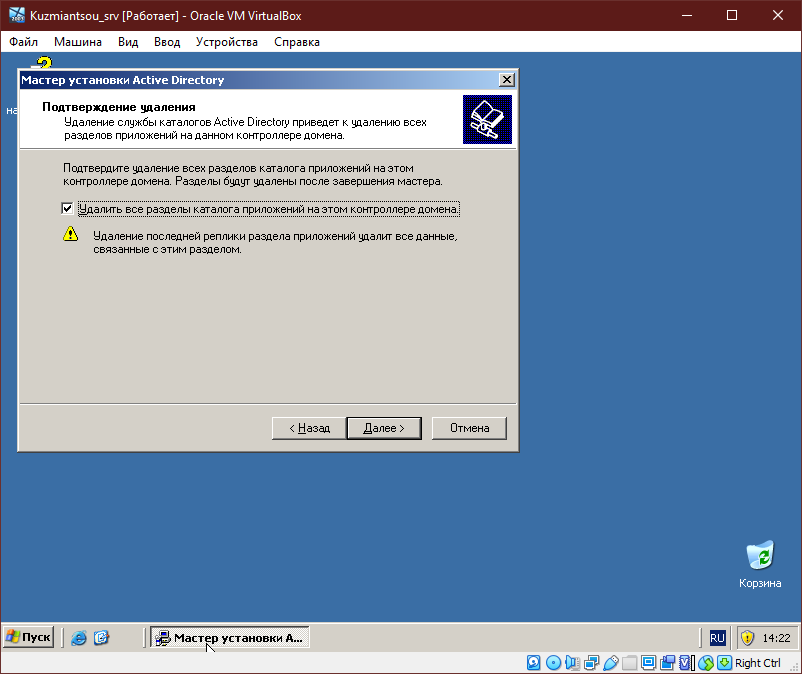 Kuzmiantsou_srv [Работает] - Oracle VM VirtualBox
Файл Машина Вид Ввод Устройства Справка
Мастер установки Active Directory
Подтверждение удаления
Удаление службы каталогов Active Directory приведет к удалению всех
разделов приложений на данном контроллере домена.
Подтвердите удаление всех разделов каталога приложений на этом
контроллере домена. Разделы будут удалены после завершения мастера.
Удалить все разделы каталога приложений на этом контроллере домена.
Удаление последней реплики раздела приложений удалит все данные,
связанные с этим разделом.
< Назад Далее > Отмена
Корзина
Пуск Мастер установки A... RU 14:22
Right Ctrl